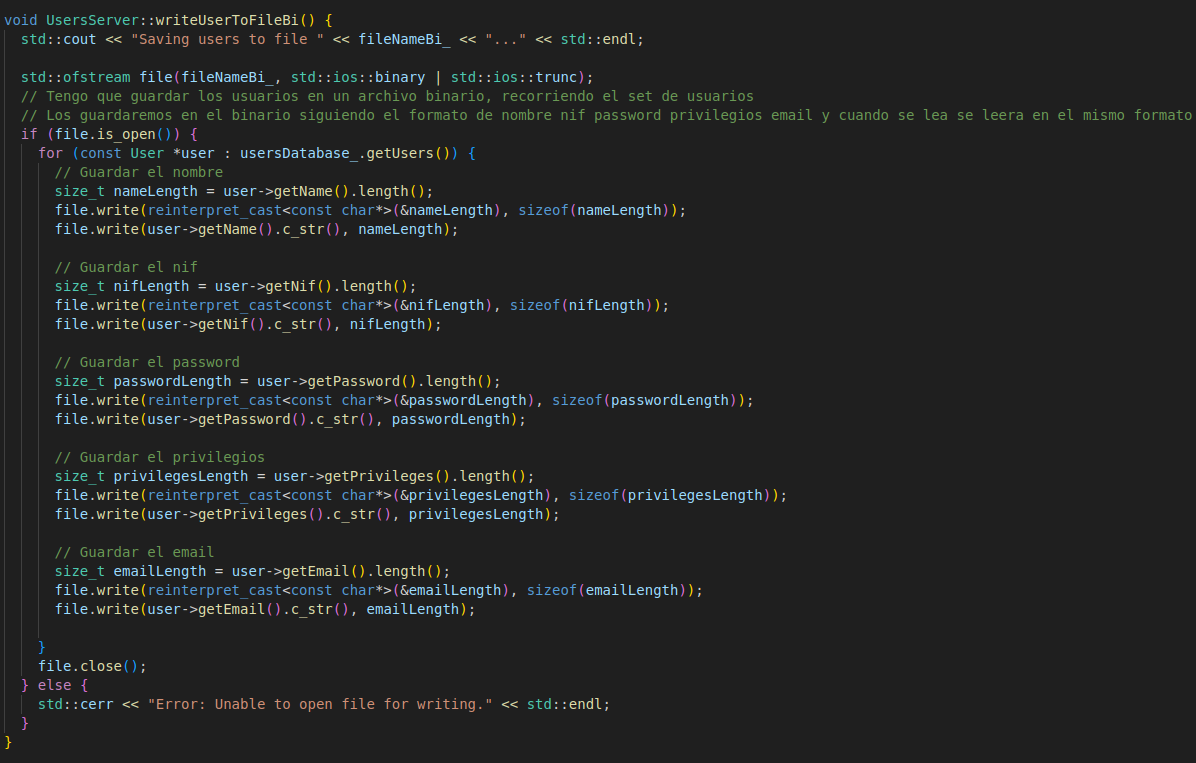 void UsersServer::writeUserToFileBi() {
  std::cout << "Saving users to file " << fileNameBi_ << "..." << std::endl;

  std::ofstream file(fileNameBi_, std::ios::binary | std::ios::trunc);
  // Tengo que guardar los usuarios en un archivo binario, recorriendo el set de usuarios
  // Los guardaremos en el binario siguiendo el formato de nombre nif password privilegios email y cuando se lea se leera en el mismo formato
  if (file.is_open()) {
    for (const User *user : usersDatabase_.getUsers()) {
      // Guardar el nombre
      size_t nameLength = user->getName().length();
      file.write(reinterpret_cast<const char*>(&nameLength), sizeof(nameLength));
      file.write(user->getName().c_str(), nameLength);

      // Guardar el nif
      size_t nifLength = user->getNif().length();
      file.write(reinterpret_cast<const char*>(&nifLength), sizeof(nifLength));
      file.write(user->getNif().c_str(), nifLength);

      // Guardar el password
      size_t passwordLength = user->getPassword().length();
      file.write(reinterpret_cast<const char*>(&passwordLength), sizeof(passwordLength));
      file.write(user->getPassword().c_str(), passwordLength);

      // Guardar el privilegios
      size_t privilegesLength = user->getPrivileges().length();
      file.write(reinterpret_cast<const char*>(&privilegesLength), sizeof(privilegesLength));
      file.write(user->getPrivileges().c_str(), privilegesLength);

      // Guardar el email
      size_t emailLength = user->getEmail().length();
      file.write(reinterpret_cast<const char*>(&emailLength), sizeof(emailLength));
      file.write(user->getEmail().c_str(), emailLength);

    }
    file.close();
  } else {
    std::cerr << "Error: Unable to open file for writing." << std::endl;
  }
}